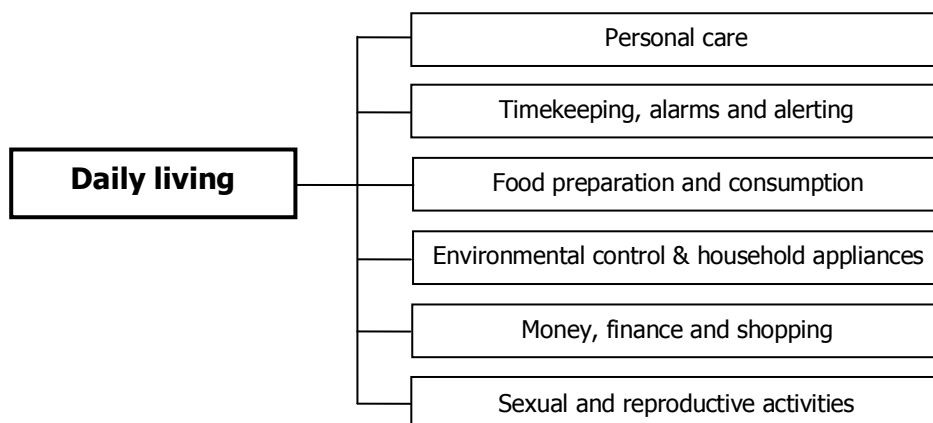 Personal care
Timekeeping, alarms and alerting
Daily living
Food preparation and consumption
Environmental control & household appliances
Money, finance and shopping
Sexual and reproductive activities